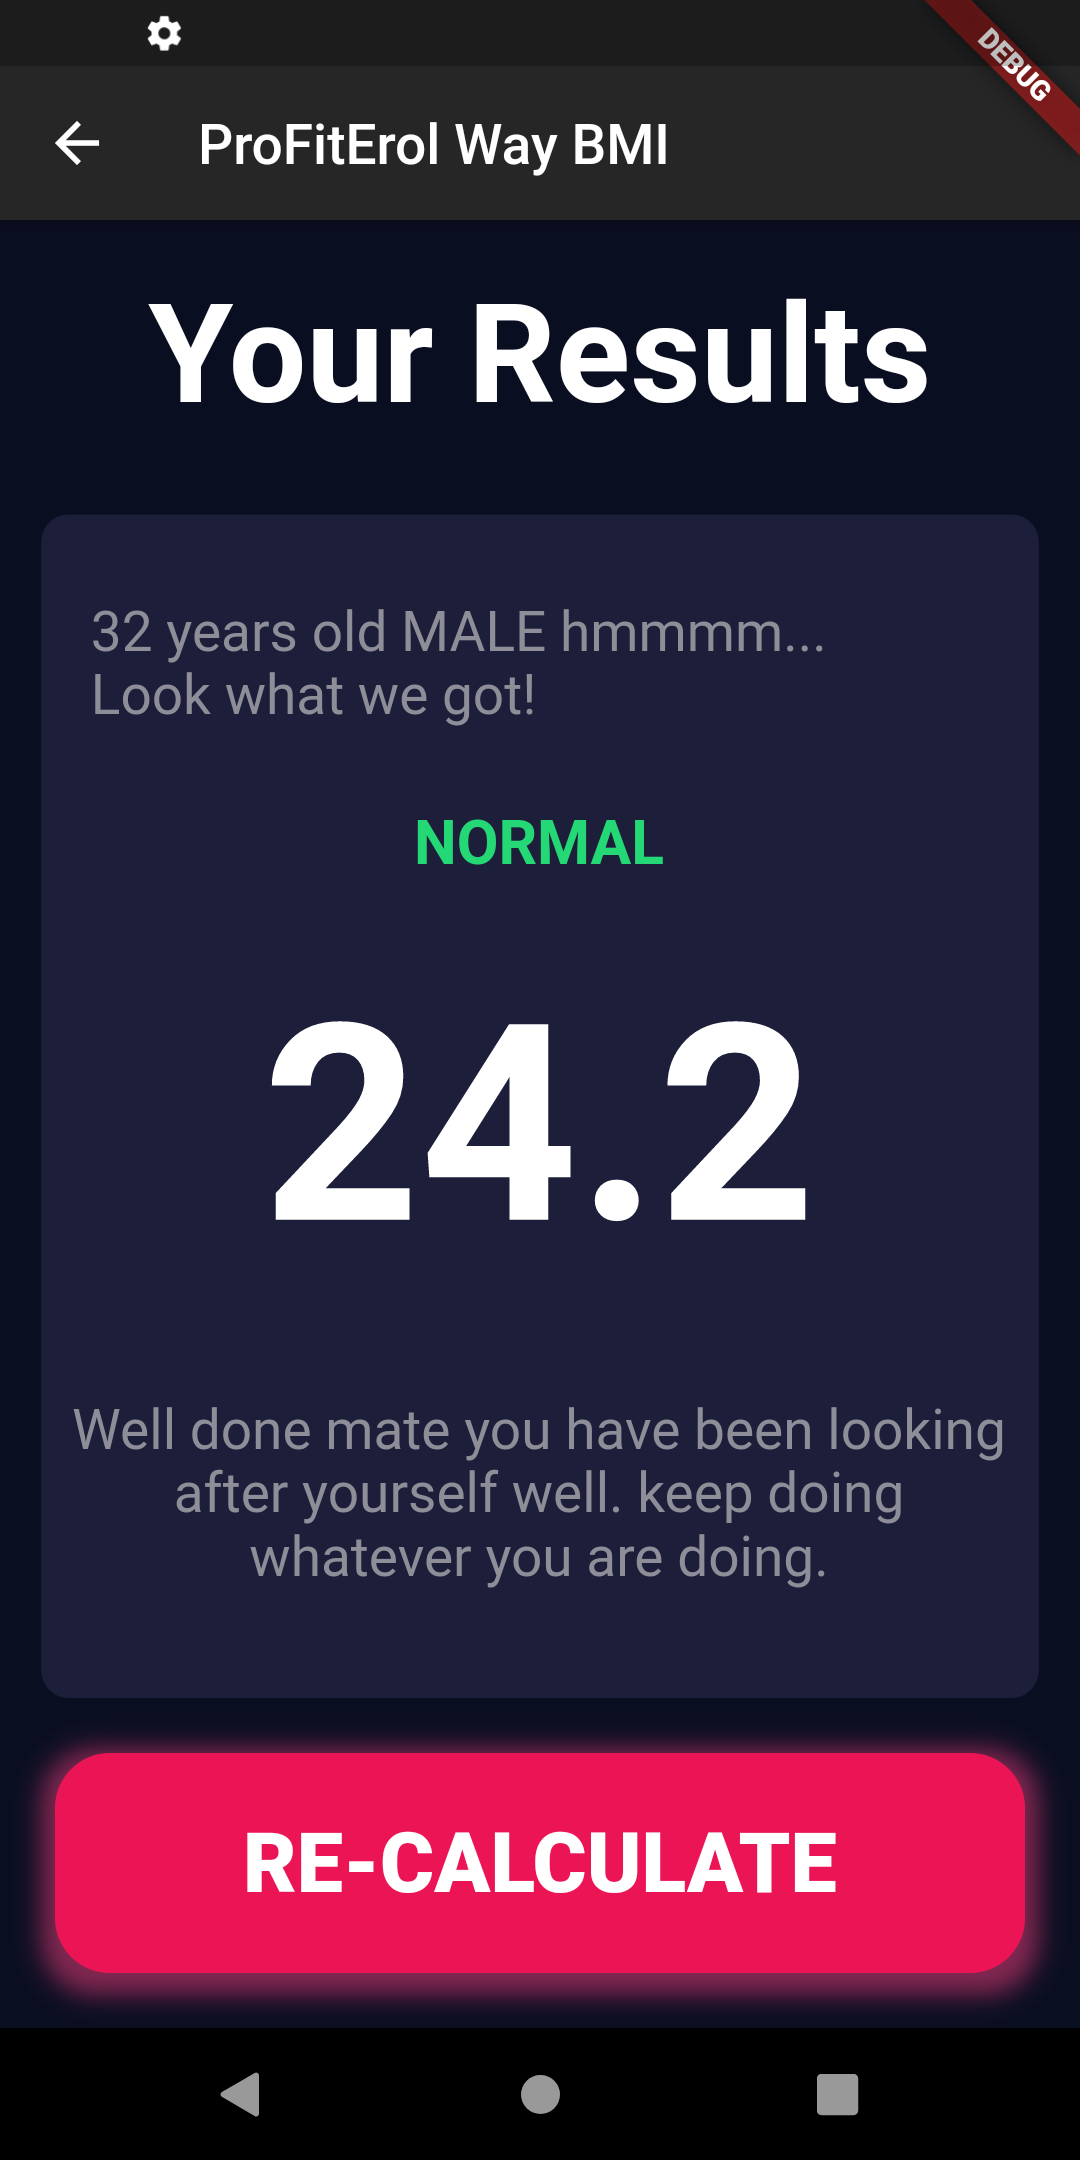 DEBUG
ProFitErol Way BMI
Your Results
32 years old MALE hmmmm...
Look what we got!
NORMAL
24.2
Well done mate you have been looking
after yourself well. keep doing
whatever you are doing.
RE-CALCULATE